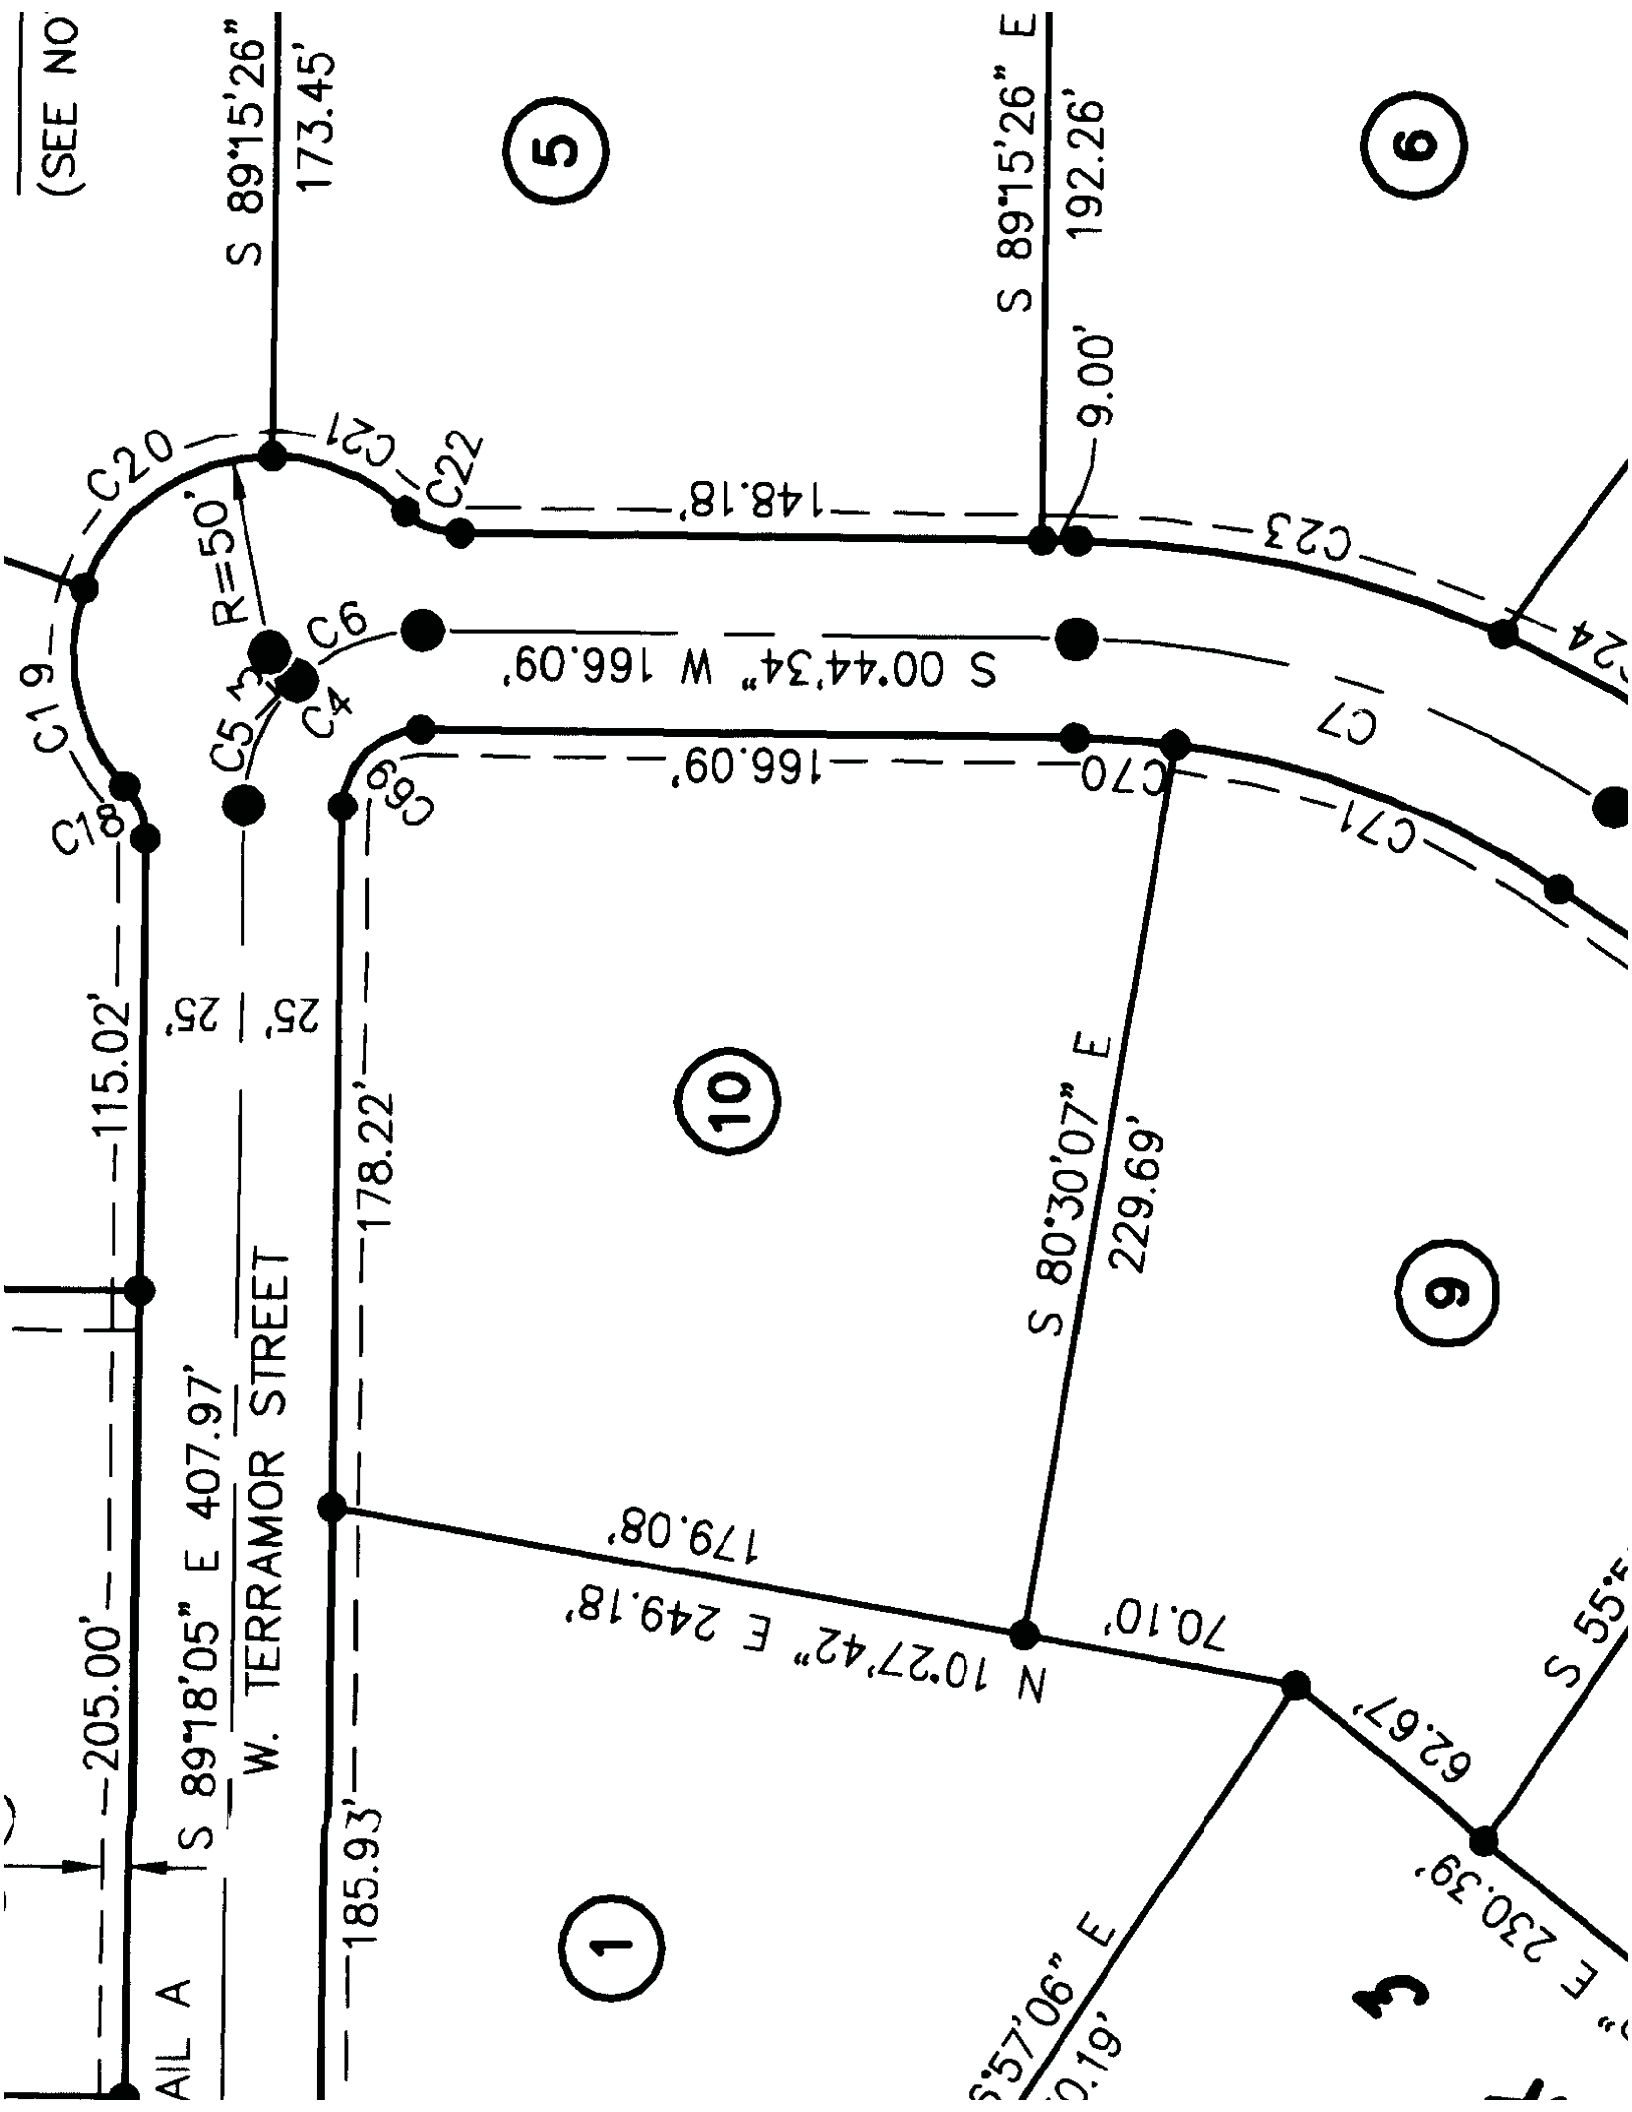 (SEE NO
S 89°15'26"
173.45'
5
S 89°15'26" E
192.26'
6
9.00'
C20
C21
C22
R=50'
148.18'
C23
C24
C19
C5
3
C6
C4
C18
S 00°44'34" W 166.09'
C7
C69
166.09'
C70
C71
115.02'
25'
25'
178.22'
10
S 80°30'07" E
229.69'
9
205.00'
S 89°18'05" E 407.97'
W. TERRAMOR STREET
179.08'
N 10°27'42" E 249.18'
70.10'
62.67'
S 55°5
185.93'
1
230.39'
E
6°57'06" E
0.19'
AIL A